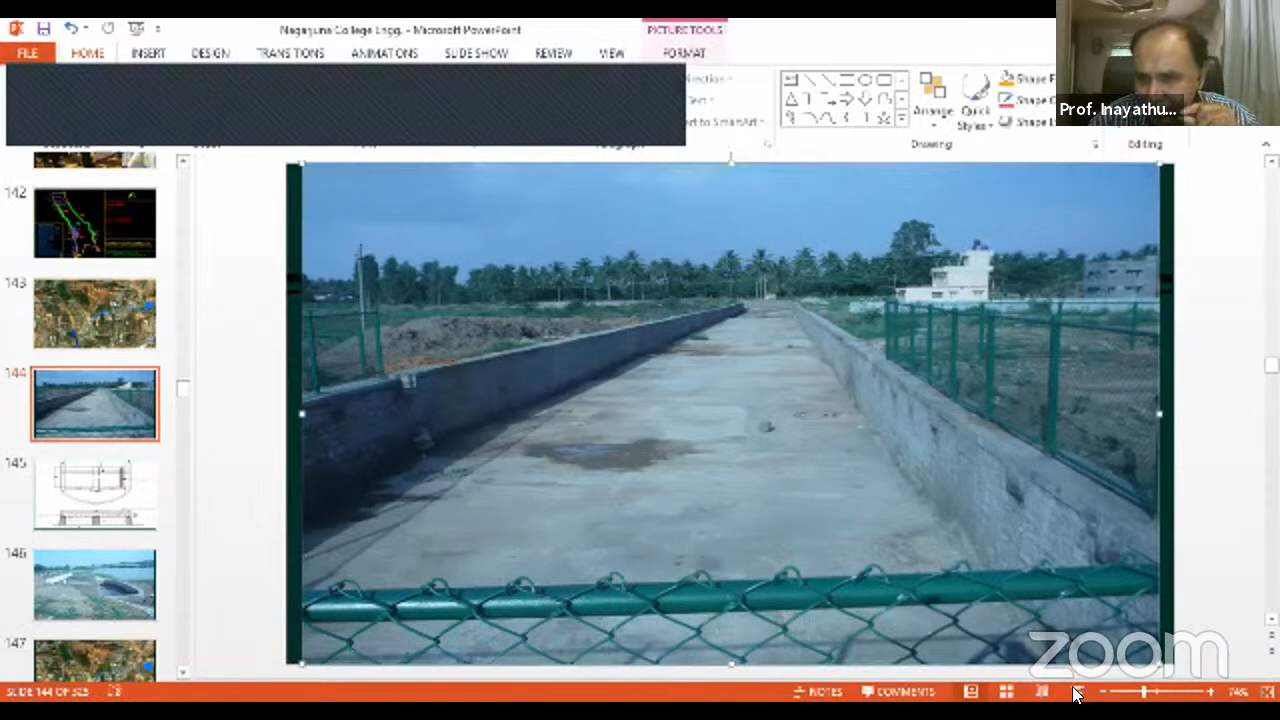 Nagarjuna College Engg. - Microsoft PowerPoint
PICTURE TOOLS
FILE HOME INSERT DESIGN TRANSITIONS ANIMATIONS SLIDE SHOW REVIEW VIEW FORMAT
Prof. Inayathu...
Arrange Quick Styles
Drawing Editing
142
143
144
145
146
147
zoom
SLIDE 144 OF 325 NOTES COMMENTS 74%